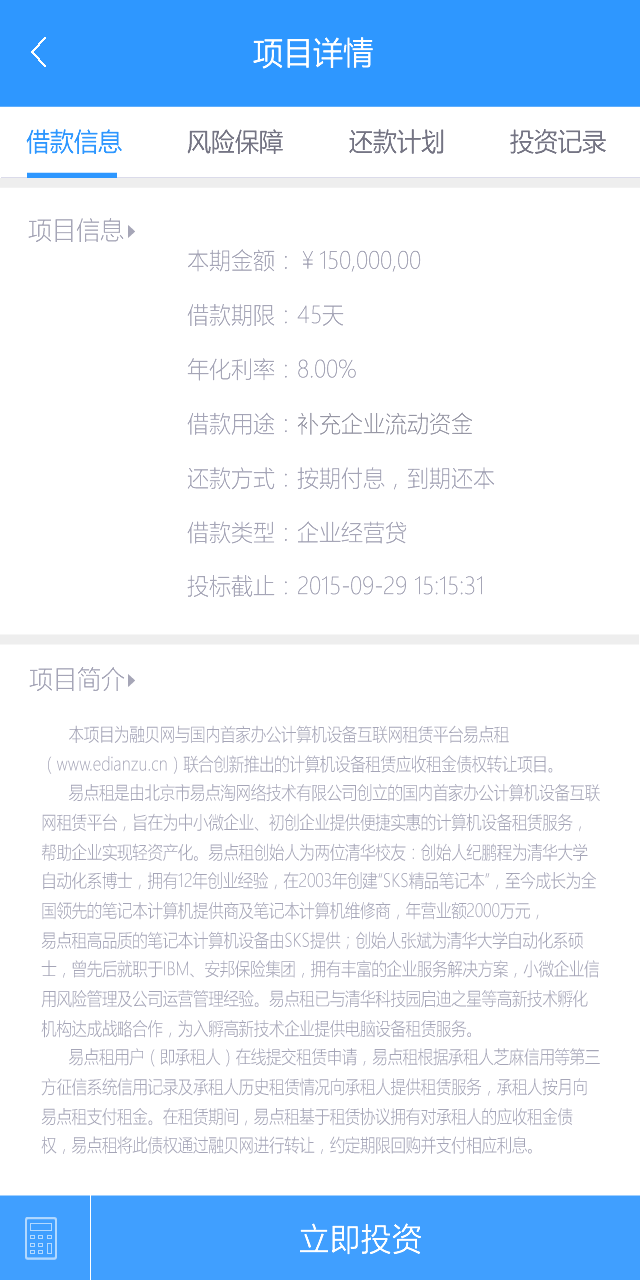 项目详情
借款信息 风险保障 还款计划 投资记录
项目信息
本期金额：￥150,000,00
借款期限：45天
年化利率：8.00%
借款用途：补充企业流动资金
还款方式：按期付息，到期还本
借款类型：企业经营贷
投标截止：2015-09-29 15:15:31
项目简介
本项目为融贝网与国内首家办公计算机设备互联网租赁平台易点租
（www.edianzu.cn）联合创新推出的计算机设备租赁应收租金债权转让项目。
易点租是由北京市易点淘网络技术有限公司创立的国内首家办公计算机设备互联
网租赁平台，旨在为中小微企业、初创企业提供便捷实惠的计算机设备租赁服务，
帮助企业实现轻资产化。易点租创始人为两位清华校友：创始人纪鹏程为清华大学
自动化系博士，拥有12年创业经验，在2003年创建“SKS精品笔记本”，至今成长为全
国领先的笔记本计算机提供商及笔记本计算机维修商，年营业额2000万元，
易点租高品质的笔记本计算机设备由SKS提供；创始人张斌为清华大学自动化系硕
士，曾先后就职于IBM、安邦保险集团，拥有丰富的企业服务解决方案，小微企业信
用风险管理及公司运营管理经验。易点租已与清华科技园启迪之星等高新技术孵化
机构达成战略合作，为入孵高新技术企业提供电脑设备租赁服务。
易点租用户（即承租人）在线提交租赁申请，易点租根据承租人芝麻信用等第三
方征信系统信用记录及承租人历史租赁情况向承租人提供租赁服务，承租人按月向
易点租支付租金。在租赁期间，易点租基于租赁协议拥有对承租人的应收租金债
权，易点租将此债权通过融贝网进行转让，约定期限回购并支付相应利息。
立即投资